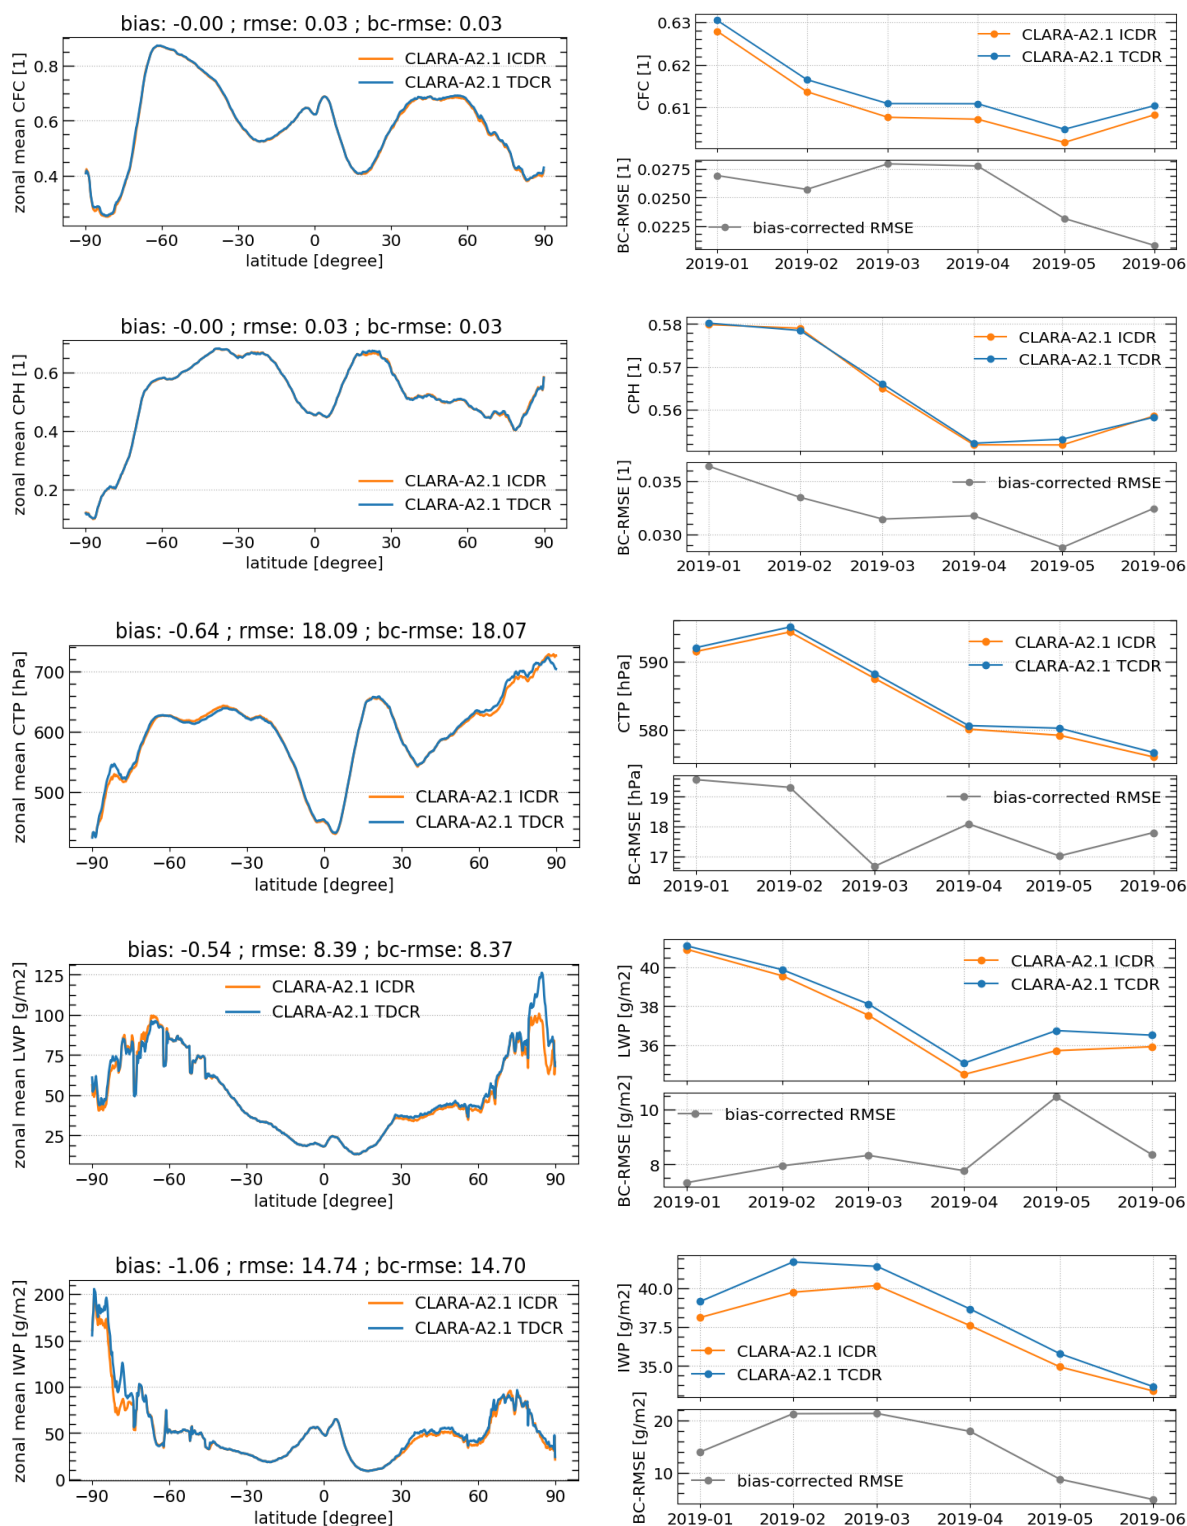 bias: -0.00 ; rmse: 0.03 ; bc-rmse: 0.03
zonal mean CFC [1]
0.8
0.6
0.4
CLARA-A2.1 ICDR
CLARA-A2.1 TDCR
−90 −60 −30 0 30 60 90
latitude [degree]
CFC [1]
0.63
0.62
0.61
CLARA-A2.1 ICDR
CLARA-A2.1 TCDR
BC-RMSE [1]
0.0275
0.0250
0.0225
bias-corrected RMSE
2019-01 2019-02 2019-03 2019-04 2019-05 2019-06
bias: -0.00 ; rmse: 0.03 ; bc-rmse: 0.03
zonal mean CPH [1]
0.6
0.4
0.2
CLARA-A2.1 ICDR
CLARA-A2.1 TDCR
−90 −60 −30 0 30 60 90
latitude [degree]
CPH [1]
0.58
0.57
0.56
CLARA-A2.1 ICDR
CLARA-A2.1 TCDR
BC-RMSE [1]
0.035
0.030
bias-corrected RMSE
2019-01 2019-02 2019-03 2019-04 2019-05 2019-06
bias: -0.64 ; rmse: 18.09 ; bc-rmse: 18.07
zonal mean CTP [hPa]
700
600
500
CLARA-A2.1 ICDR
CLARA-A2.1 TDCR
−90 −60 −30 0 30 60 90
latitude [degree]
CTP [hPa]
590
580
CLARA-A2.1 ICDR
CLARA-A2.1 TCDR
BC-RMSE [hPa]
19
18
17
bias-corrected RMSE
2019-01 2019-02 2019-03 2019-04 2019-05 2019-06
bias: -0.54 ; rmse: 8.39 ; bc-rmse: 8.37
zonal mean LWP [g/m2]
125
100
75
50
25
CLARA-A2.1 ICDR
CLARA-A2.1 TDCR
−90 −60 −30 0 30 60 90
latitude [degree]
LWP [g/m2]
40
38
36
CLARA-A2.1 ICDR
CLARA-A2.1 TCDR
BC-RMSE [g/m2]
10
8
bias-corrected RMSE
2019-01 2019-02 2019-03 2019-04 2019-05 2019-06
bias: -1.06 ; rmse: 14.74 ; bc-rmse: 14.70
zonal mean IWP [g/m2]
200
150
100
50
0
CLARA-A2.1 ICDR
CLARA-A2.1 TDCR
−90 −60 −30 0 30 60 90
latitude [degree]
IWP [g/m2]
40.0
37.5
35.0
CLARA-A2.1 ICDR
CLARA-A2.1 TCDR
BC-RMSE [g/m2]
20
10
bias-corrected RMSE
2019-01 2019-02 2019-03 2019-04 2019-05 2019-06